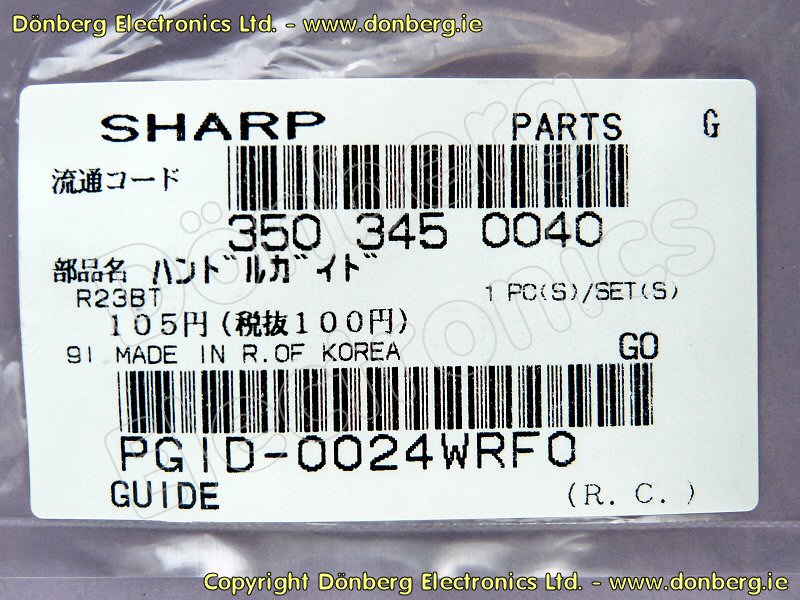 Dönberg Electronics Ltd. - www.donberg.ie
SHARP PARTS G
流通コード
350 345 0040
部品名 ハンドルガイド
R23BT 1 PC(S)/SET(S)
105円(税抜100円)
91 MADE IN R.OF KOREA GO
PGID-0024WRF0
GUIDE (R.C.)
Dönberg
Electronics
Copyright Dönberg Electronics Ltd. - www.donberg.ie